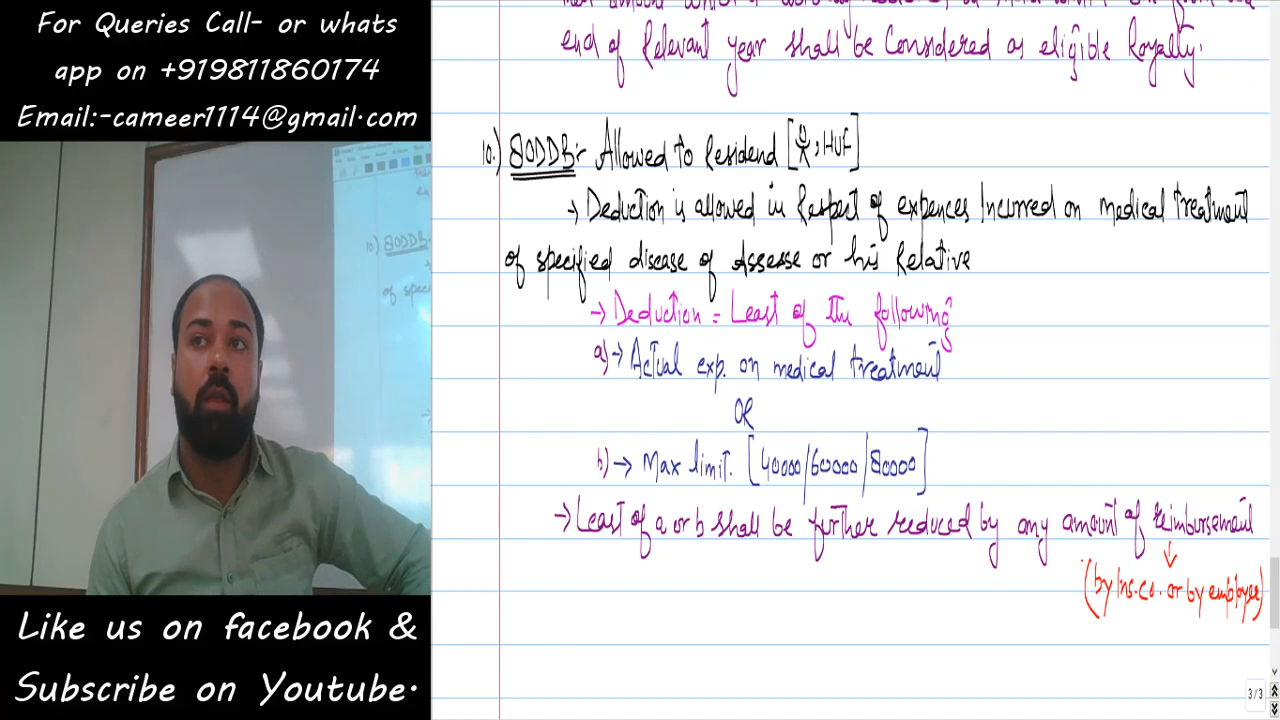 For Queries Call- or whats
app on +919811860174
Email:-cameer1114@gmail.com
end of Relevant year shall be Considered as eligible Royalty.
10.) 80DDB:- Allowed to Residend [ , HUF]
→ Deduction is allowed in Respect of expences Incurred on medical treatment
of specified disease of Assesse or his Relative
→ Deduction = Least of the following
a) → Actual exp. on medical treatment
OR
b) → Max limit. [40000/60000/80000]
→ Least of a or b shall be further reduced by any amount of reimbursement
(by Ins. co. or by employer)
Like us on facebook &
Subscribe on Youtube.
3/3